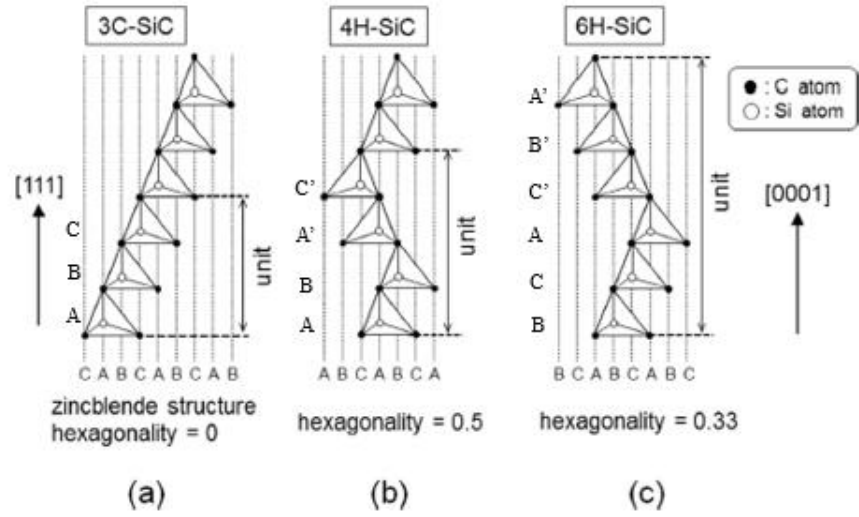 3C-SiC
4H-SiC
6H-SiC
: C atom
: Si atom
[111]
C
B
A
unit
C A B C A B C A B
zincblende structure
hexagonality = 0
(a)
C'
A'
B
A
unit
A B C A B C A
hexagonality = 0.5
(b)
A'
B'
C'
A
C
B
unit
[0001]
B C A B C A B C
hexagonality = 0.33
(c)